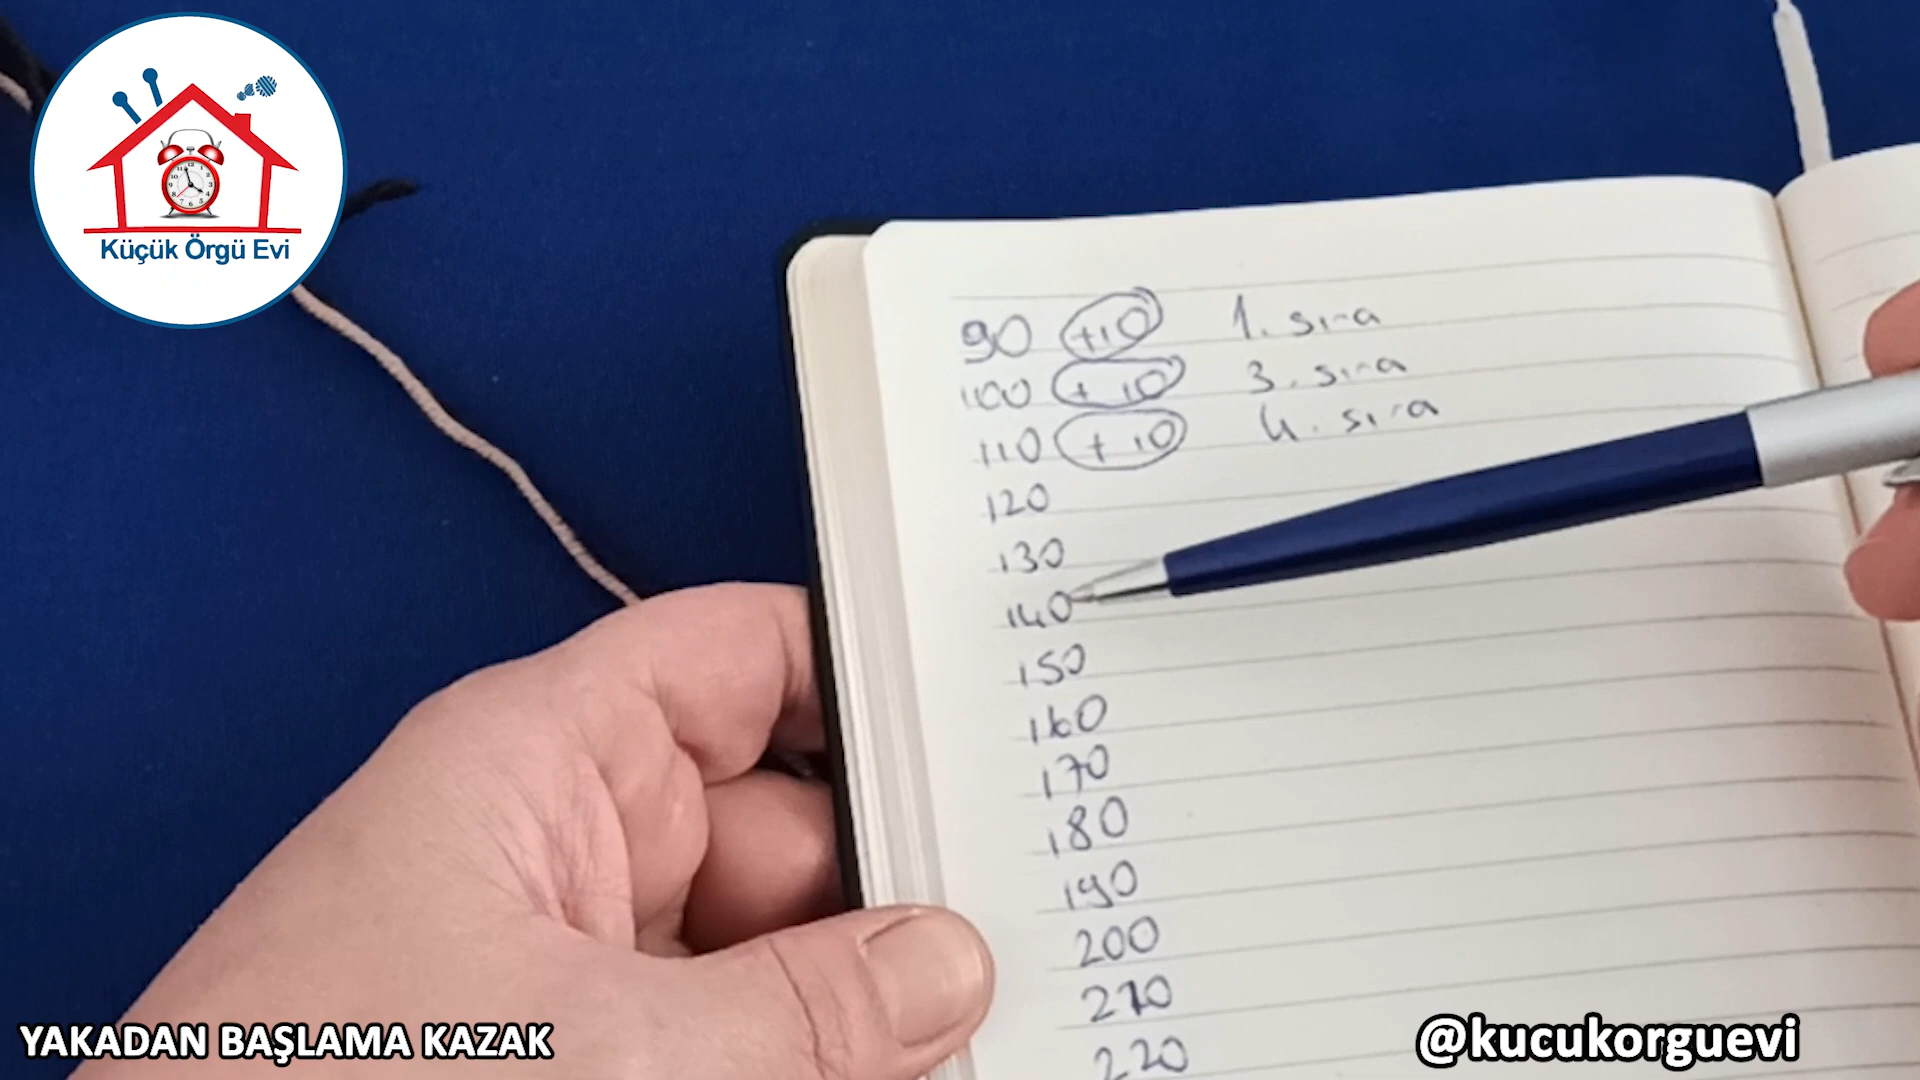 Küçük Örgü Evi
90 +10 1. sıra
100 + 10 3. sıra
110 + 10 4. sıra
120
130
140
150
160
170
180
190
200
210
220
YAKADAN BAŞLAMA KAZAK
@kucukorguevi